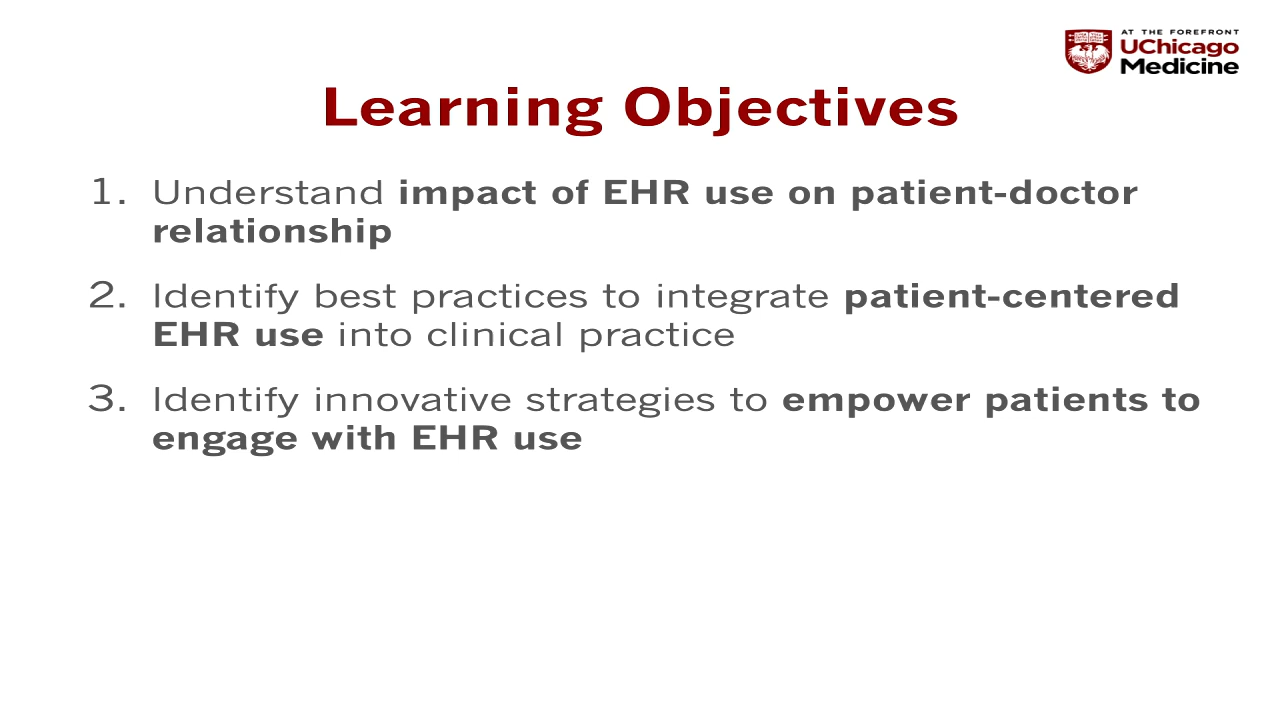 AT THE FOREFRONT
UChicago
Medicine
Learning Objectives
1. Understand impact of EHR use on patient-doctor
relationship
2. Identify best practices to integrate patient-centered
EHR use into clinical practice
3. Identify innovative strategies to empower patients to
engage with EHR use